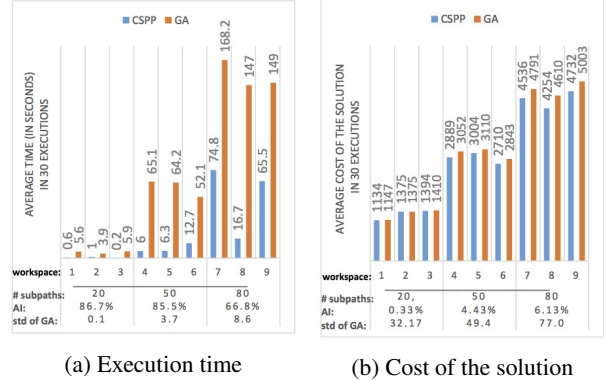 CSPP GA
AVERAGE TIME (IN SECONDS)
IN 30 EXECUTIONS
0.6 5.6 1 3.9 0.2 5.9 6 65.1 6.3 64.2 12.7 52.1 74.8 168.2 16.7 147 65.5 149
workspace: 1 2 3 4 5 6 7 8 9
# subpaths: 20 50 80
AI: 86.7% 85.5% 66.8%
std of GA: 0.1 3.7 8.6
(a) Execution time
CSPP GA
AVERAGE COST OF THE SOLUTION
IN 30 EXECUTIONS
1134 1147 1375 1375 1394 1410 2889 3052 3004 3110 2710 2843 4536 4791 4254 4610 4732 5003
workspace: 1 2 3 4 5 6 7 8 9
# subpaths: 20, 50 80
AI: 0.33% 4.43% 6.13%
std of GA: 32.17 49.4 77.0
(b) Cost of the solution